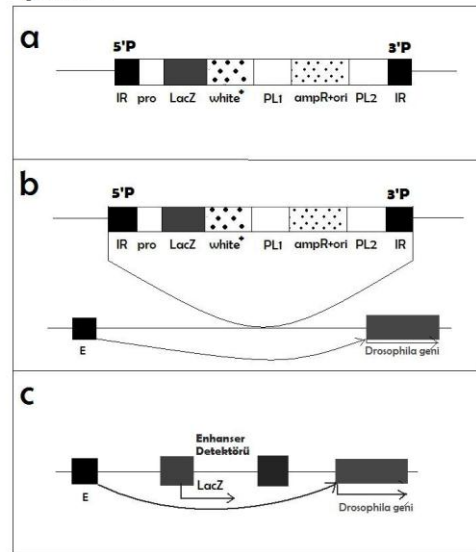 a
5'P 3'P
IR pro LacZ white⁺ PL1 ampR+ori PL2 IR
b
5'P 3'P
IR pro LacZ white⁺ PL1 ampR+ori PL2 IR
E Drosophila geni
c
Enhanser
Detektörü
LacZ
E Drosophila geni